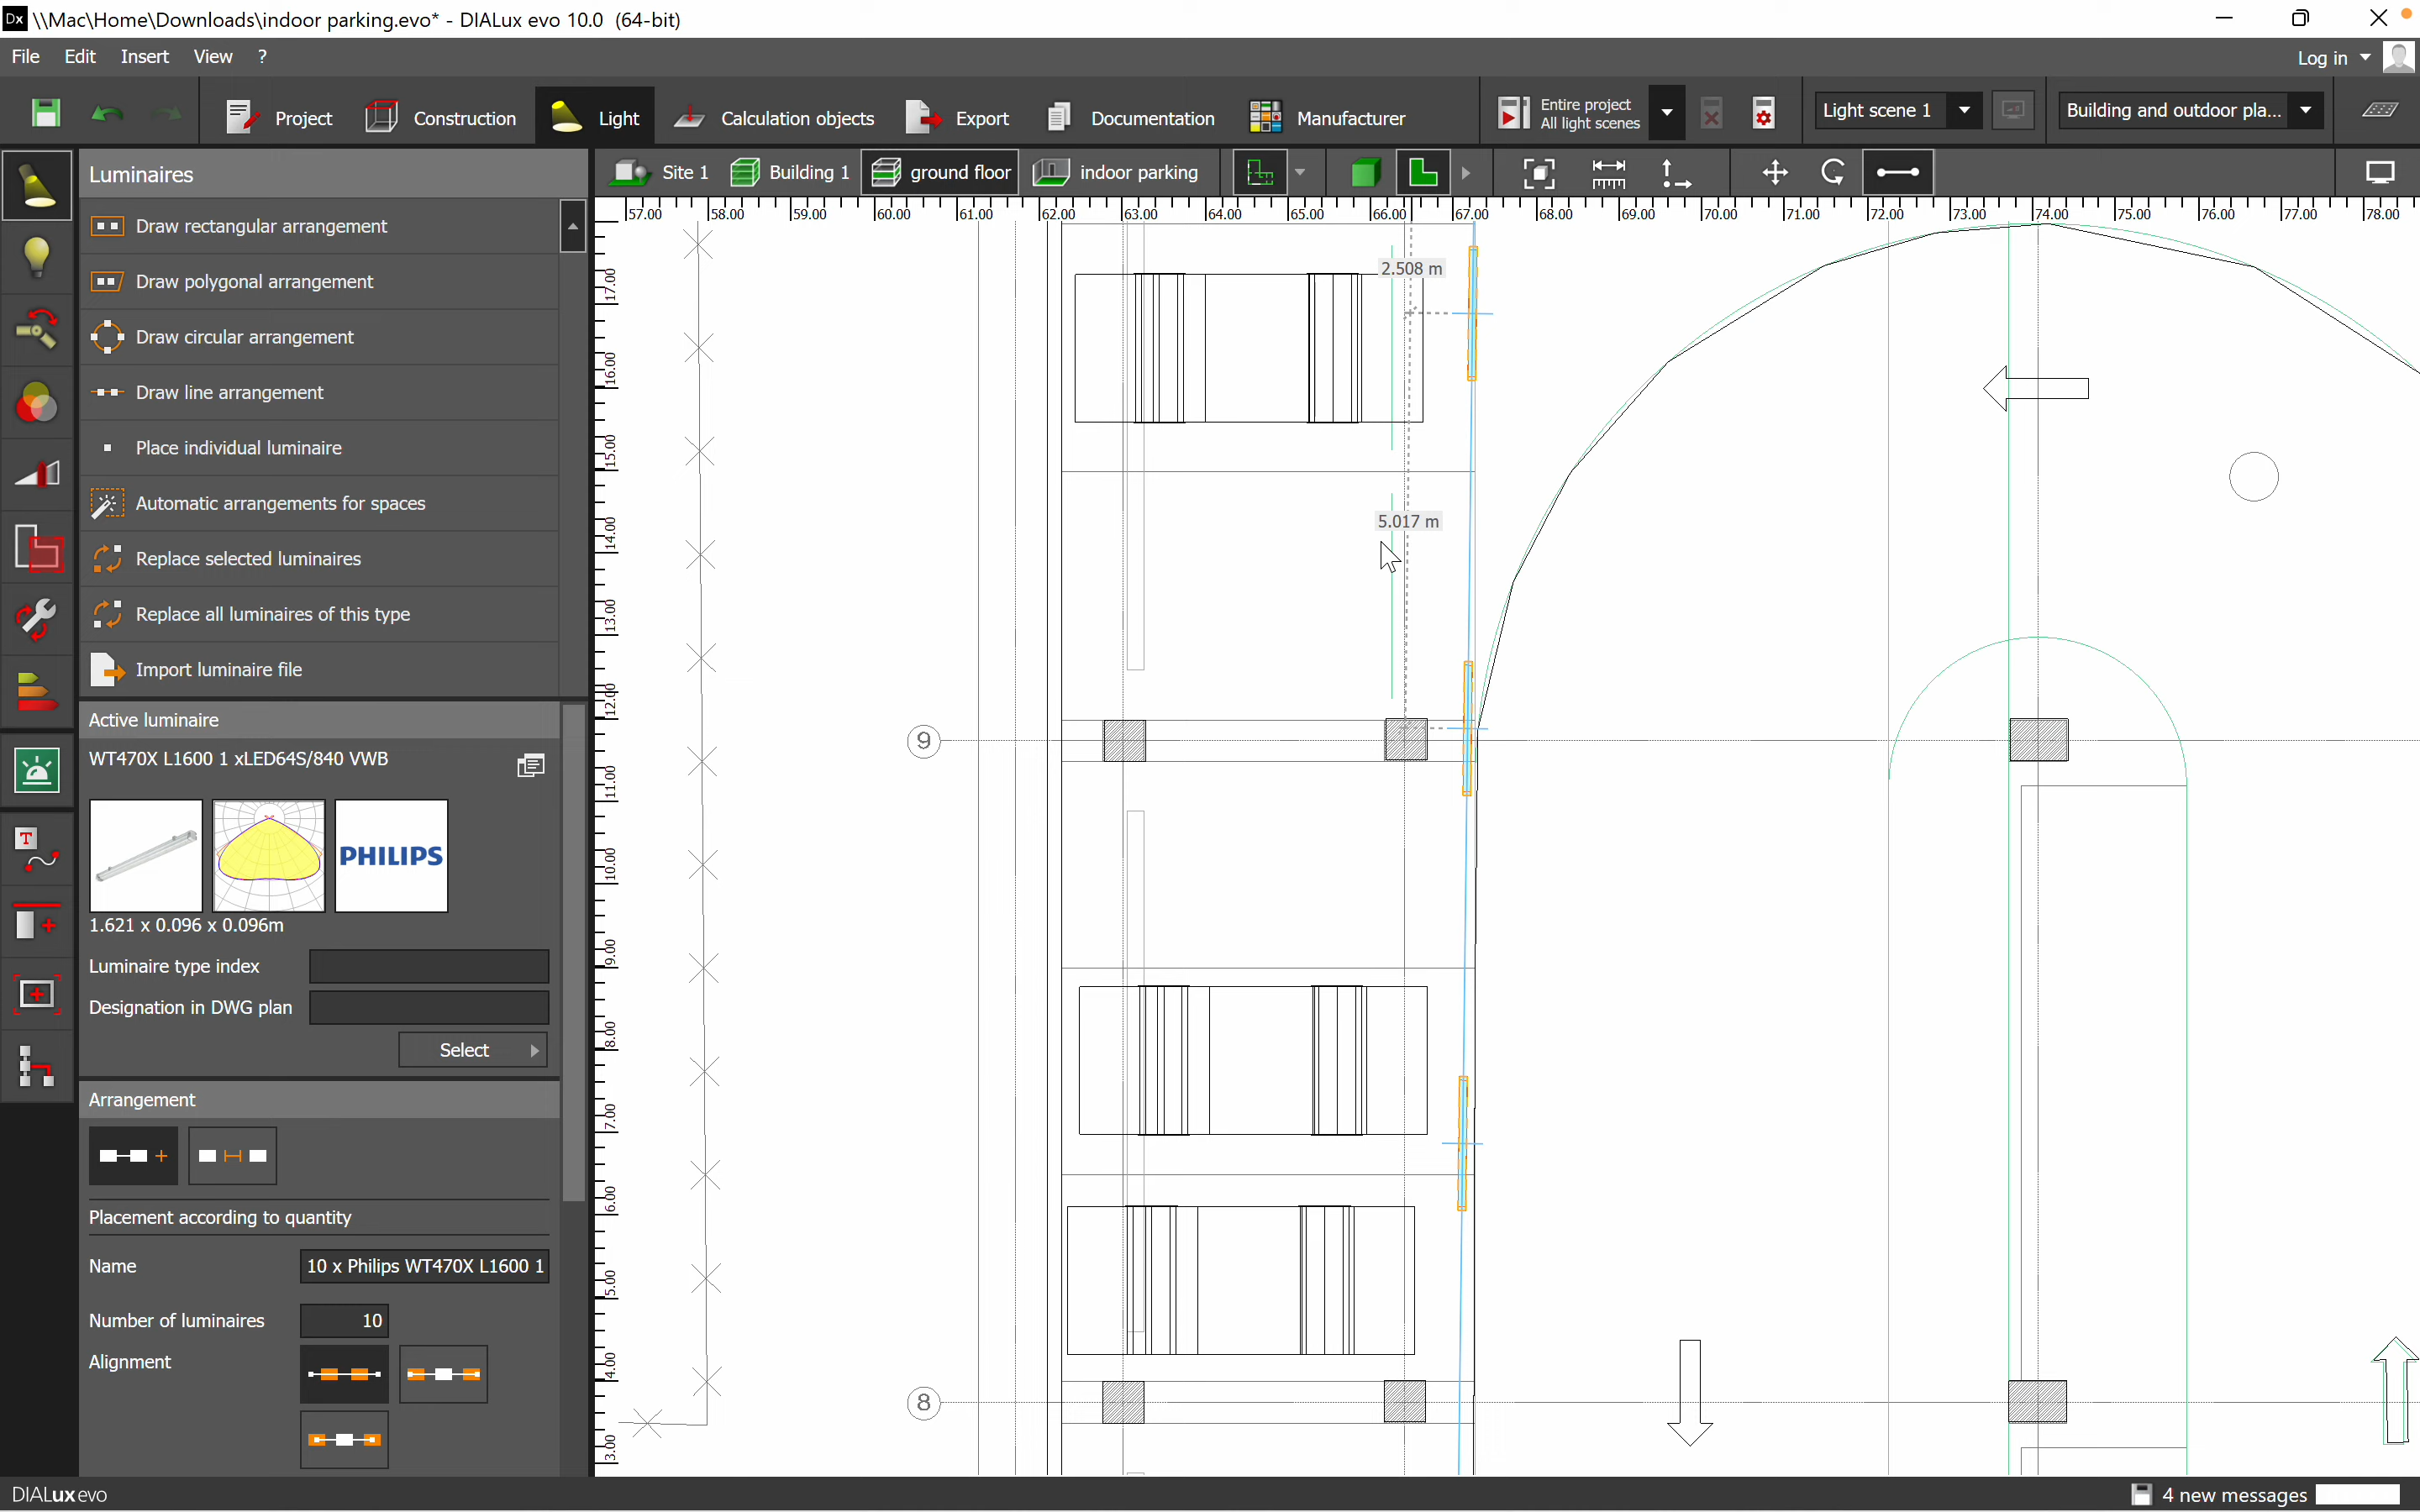 Dx \\Mac\Home\Downloads\indoor parking.evo* - DIALux evo 10.0 (64-bit)
File Edit Insert View ? Log in
Project Construction Light Calculation objects Export Documentation Manufacturer Entire project All light scenes Light scene 1 Building and outdoor pla...
Luminaires
Site 1 Building 1 ground floor indoor parking
57.00 58.00 59.00 60.00 61.00 62.00 63.00 64.00 65.00 66.00 67.00 68.00 69.00 70.00 71.00 72.00 73.00 74.00 75.00 76.00 77.00 78.00
Draw rectangular arrangement
Draw polygonal arrangement
Draw circular arrangement
Draw line arrangement
Place individual luminaire
Automatic arrangements for spaces
Replace selected luminaires
Replace all luminaires of this type
Import luminaire file
Active luminaire
WT470X L1600 1 xLED64S/840 VWB
PHILIPS
1.621 x 0.096 x 0.096m
Luminaire type index
Designation in DWG plan
Select
Arrangement
Placement according to quantity
Name 10 x Philips WT470X L1600 1
Number of luminaires 10
Alignment
T
17.00
16.00
15.00
14.00
13.00
12.00
11.00
10.00
9.00
8.00
7.00
6.00
5.00
4.00
3.00
2.508 m
5.017 m
9
8
DIALux evo
4 new messages